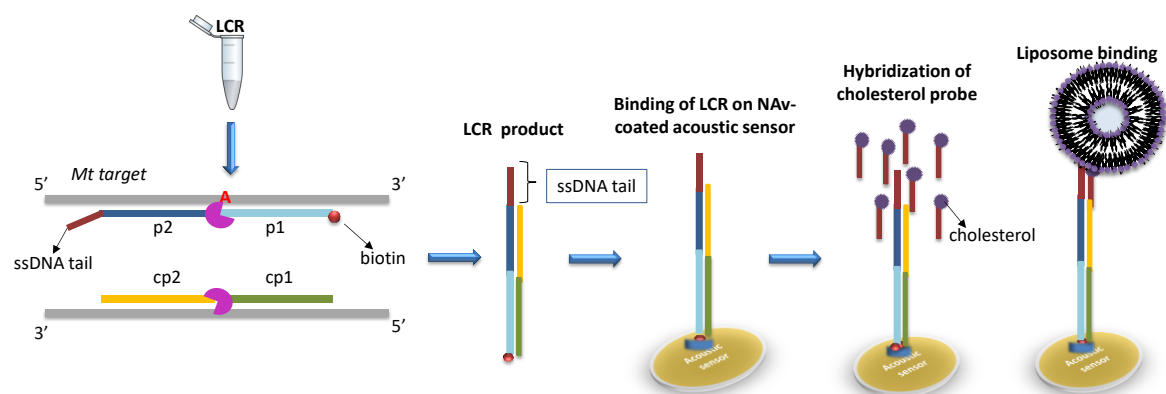 LCR
Mt target
5’
3’
A
p2
p1
ssDNA tail
biotin
cp2
cp1
3’
5’
LCR product
ssDNA tail
Binding of LCR on NAv-
coated acoustic sensor
Acoustic
sensor
Hybridization of
cholesterol probe
cholesterol
Acoustic
sensor
Liposome binding
Acoustic
sensor